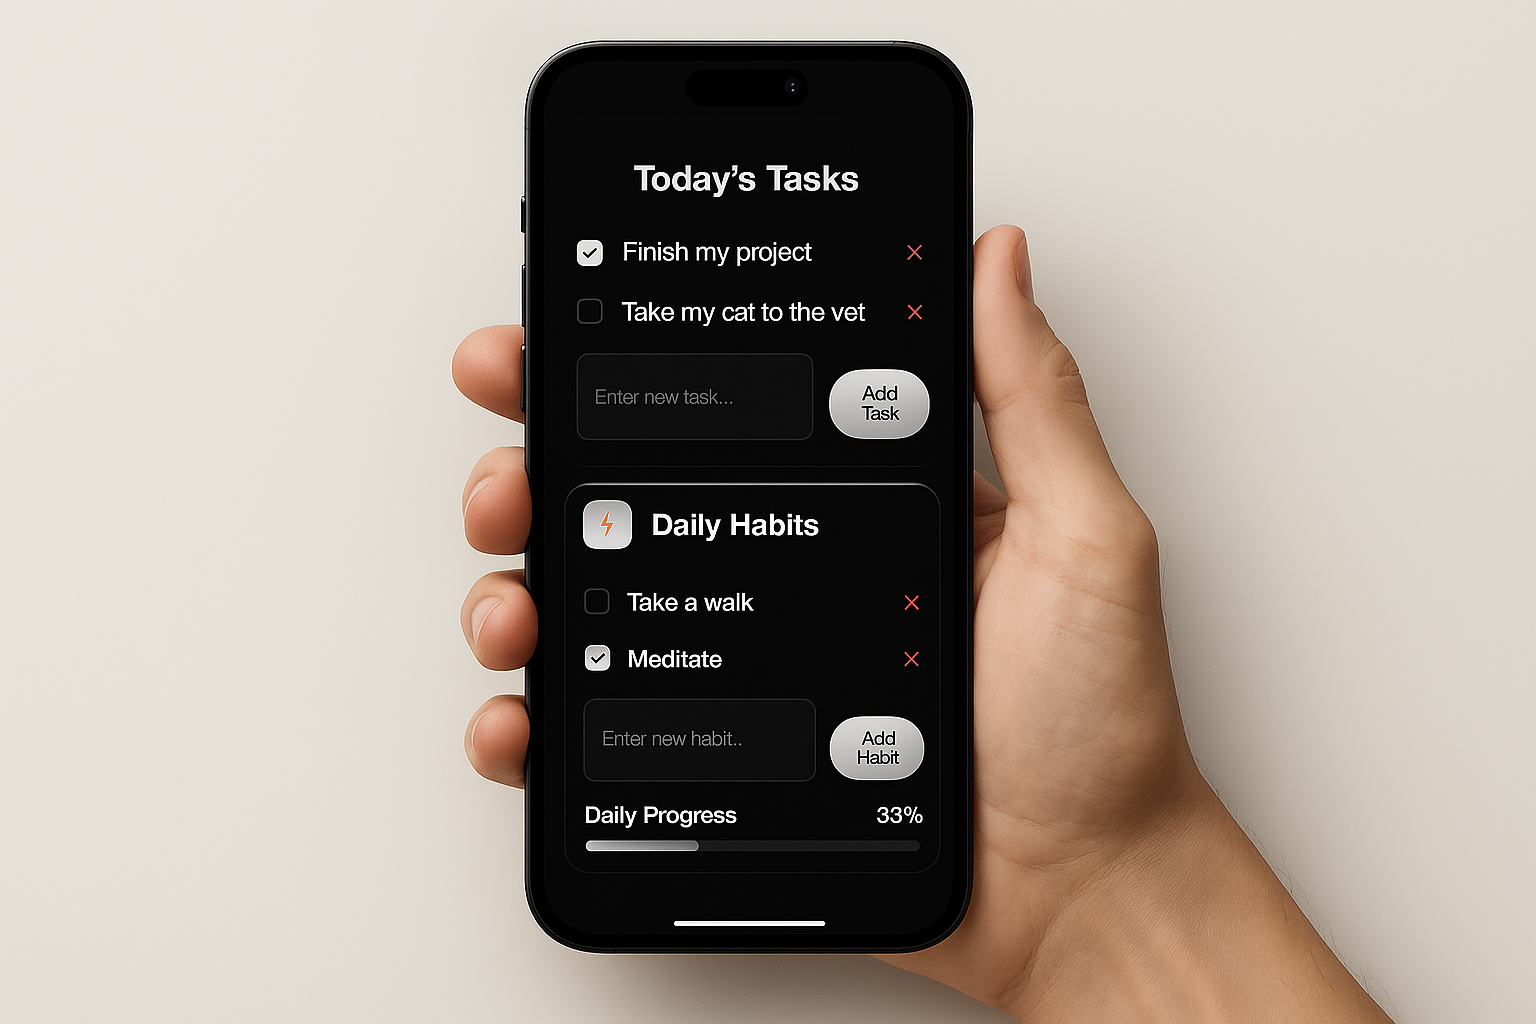 Today’s Tasks
Finish my project
Take my cat to the vet
Enter new task...
Add
Task
Daily Habits
Take a walk
Meditate
Enter new habit..
Add
Habit
Daily Progress 33%